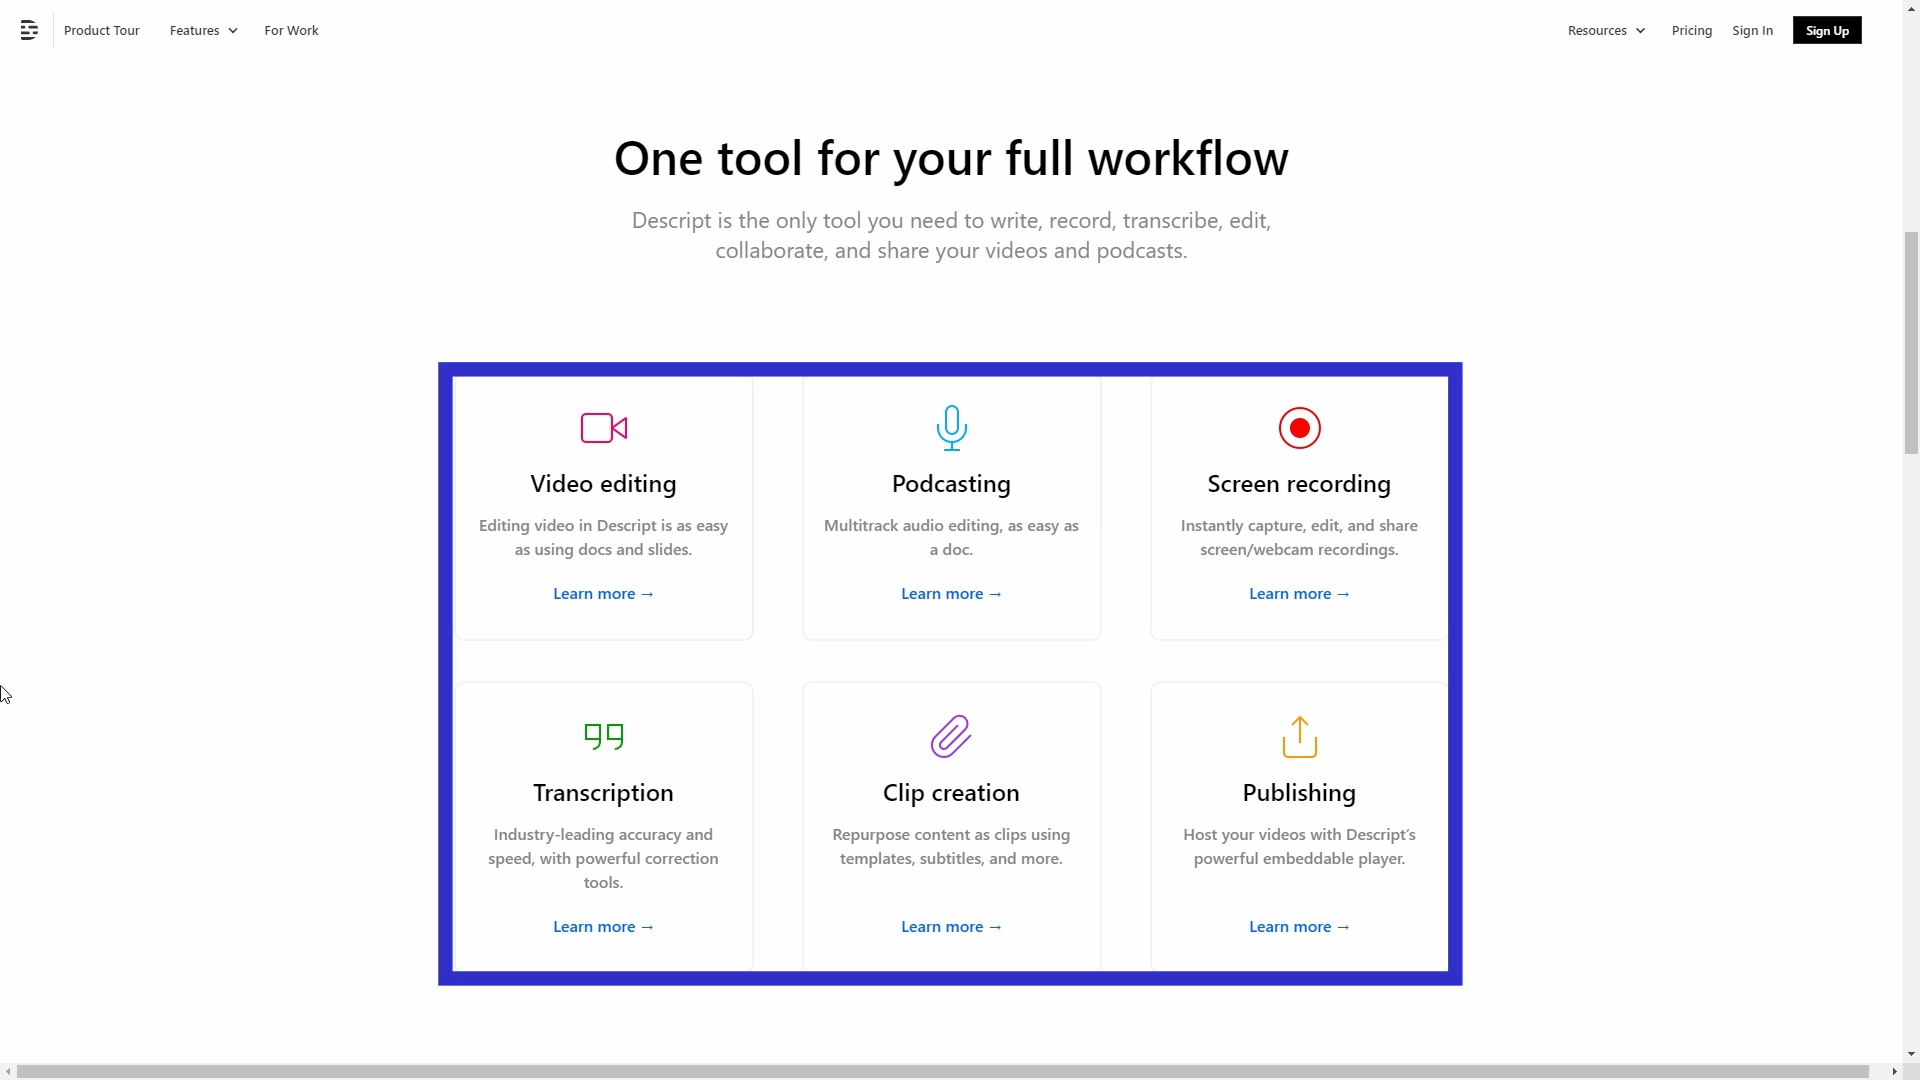 Product Tour
Features
For Work
Resources
Pricing
Sign In
Sign Up
One tool for your full workflow
Descript is the only tool you need to write, record, transcribe, edit,
collaborate, and share your videos and podcasts.
Video editing
Editing video in Descript is as easy
as using docs and slides.
Learn more →
Podcasting
Multitrack audio editing, as easy as
a doc.
Learn more →
Screen recording
Instantly capture, edit, and share
screen/webcam recordings.
Learn more →
Transcription
Industry-leading accuracy and
speed, with powerful correction
tools.
Learn more →
Clip creation
Repurpose content as clips using
templates, subtitles, and more.
Learn more →
Publishing
Host your videos with Descript’s
powerful embeddable player.
Learn more →